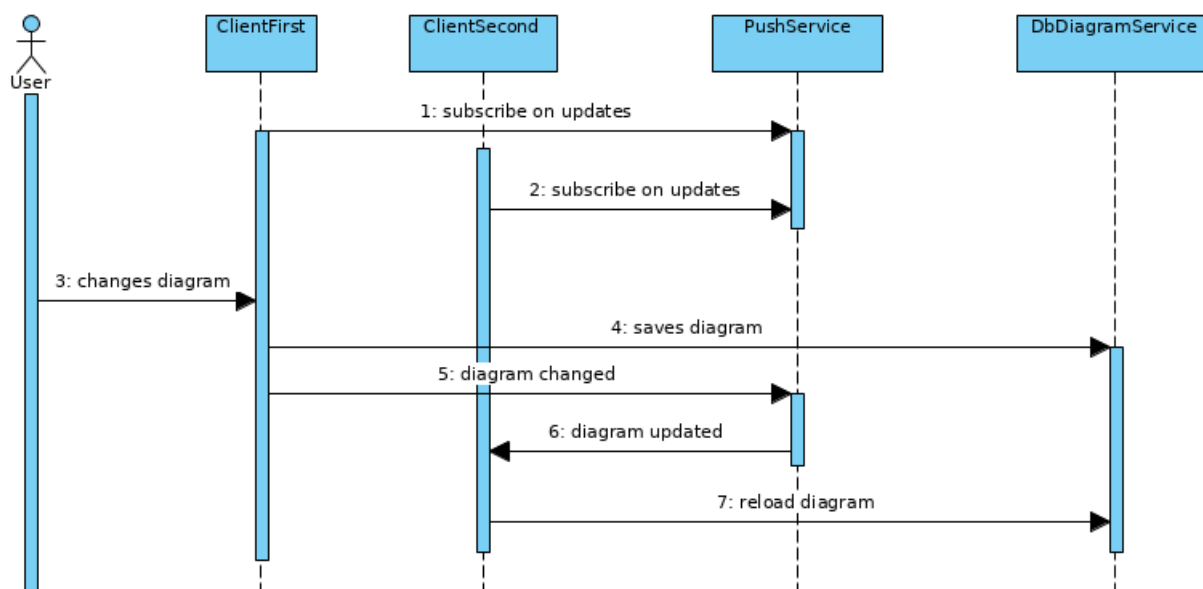 ClientFirst
ClientSecond
PushService
DbDiagramService
User
1: subscribe on updates
2: subscribe on updates
3: changes diagram
4: saves diagram
5: diagram changed
6: diagram updated
7: reload diagram